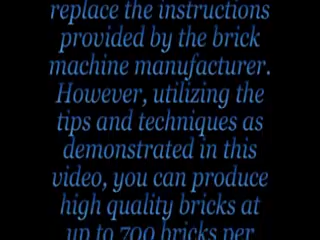 replace the instructions
provided by the brick
machine manufacturer.
However, utilizing the
tips and techniques as
demonstrated in this
video, you can produce
high quality bricks at
up to 700 bricks per